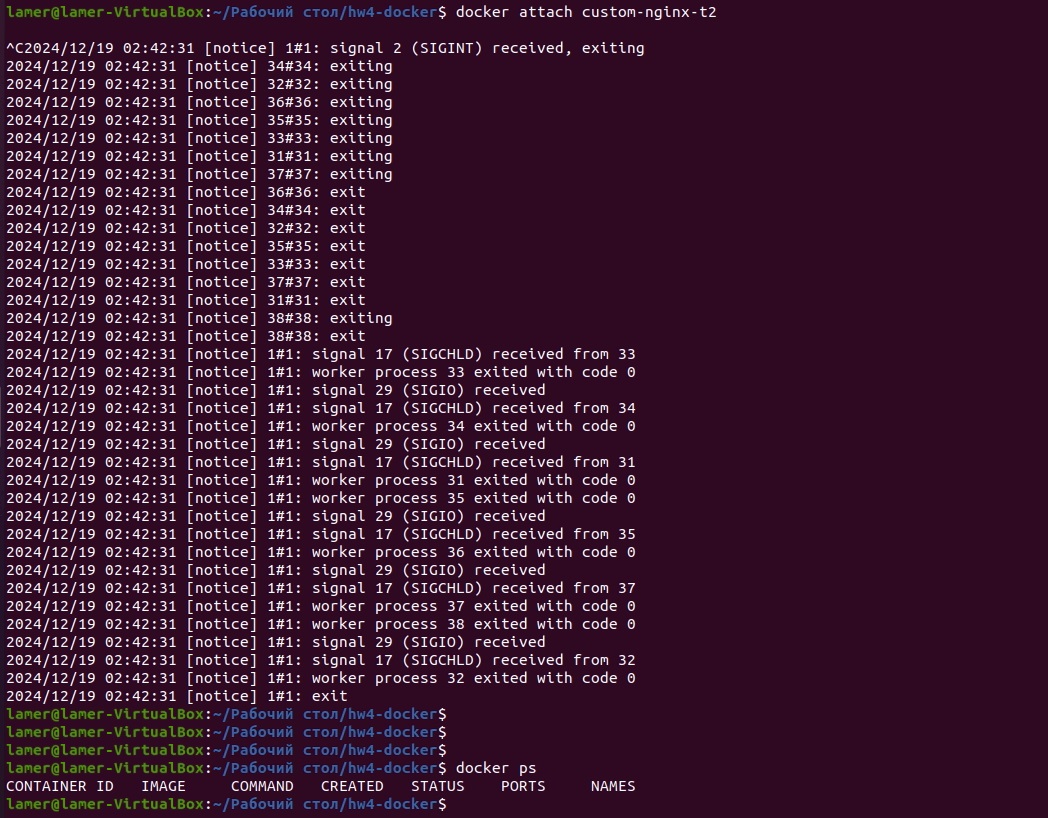 lamer@lamer-VirtualBox:~/Рабочий стол/hw4-docker$ docker attach custom-nginx-t2
^C2024/12/19 02:42:31 [notice] 1#1: signal 2 (SIGINT) received, exiting
2024/12/19 02:42:31 [notice] 34#34: exiting
2024/12/19 02:42:31 [notice] 32#32: exiting
2024/12/19 02:42:31 [notice] 36#36: exiting
2024/12/19 02:42:31 [notice] 35#35: exiting
2024/12/19 02:42:31 [notice] 33#33: exiting
2024/12/19 02:42:31 [notice] 31#31: exiting
2024/12/19 02:42:31 [notice] 37#37: exiting
2024/12/19 02:42:31 [notice] 36#36: exit
2024/12/19 02:42:31 [notice] 34#34: exit
2024/12/19 02:42:31 [notice] 32#32: exit
2024/12/19 02:42:31 [notice] 35#35: exit
2024/12/19 02:42:31 [notice] 33#33: exit
2024/12/19 02:42:31 [notice] 37#37: exit
2024/12/19 02:42:31 [notice] 31#31: exit
2024/12/19 02:42:31 [notice] 38#38: exiting
2024/12/19 02:42:31 [notice] 38#38: exit
2024/12/19 02:42:31 [notice] 1#1: signal 17 (SIGCHLD) received from 33
2024/12/19 02:42:31 [notice] 1#1: worker process 33 exited with code 0
2024/12/19 02:42:31 [notice] 1#1: signal 29 (SIGIO) received
2024/12/19 02:42:31 [notice] 1#1: signal 17 (SIGCHLD) received from 34
2024/12/19 02:42:31 [notice] 1#1: worker process 34 exited with code 0
2024/12/19 02:42:31 [notice] 1#1: signal 29 (SIGIO) received
2024/12/19 02:42:31 [notice] 1#1: signal 17 (SIGCHLD) received from 31
2024/12/19 02:42:31 [notice] 1#1: worker process 31 exited with code 0
2024/12/19 02:42:31 [notice] 1#1: worker process 35 exited with code 0
2024/12/19 02:42:31 [notice] 1#1: signal 29 (SIGIO) received
2024/12/19 02:42:31 [notice] 1#1: signal 17 (SIGCHLD) received from 35
2024/12/19 02:42:31 [notice] 1#1: worker process 36 exited with code 0
2024/12/19 02:42:31 [notice] 1#1: signal 29 (SIGIO) received
2024/12/19 02:42:31 [notice] 1#1: signal 17 (SIGCHLD) received from 37
2024/12/19 02:42:31 [notice] 1#1: worker process 37 exited with code 0
2024/12/19 02:42:31 [notice] 1#1: worker process 38 exited with code 0
2024/12/19 02:42:31 [notice] 1#1: signal 29 (SIGIO) received
2024/12/19 02:42:31 [notice] 1#1: signal 17 (SIGCHLD) received from 32
2024/12/19 02:42:31 [notice] 1#1: worker process 32 exited with code 0
2024/12/19 02:42:31 [notice] 1#1: exit
lamer@lamer-VirtualBox:~/Рабочий стол/hw4-docker$
lamer@lamer-VirtualBox:~/Рабочий стол/hw4-docker$
lamer@lamer-VirtualBox:~/Рабочий стол/hw4-docker$
lamer@lamer-VirtualBox:~/Рабочий стол/hw4-docker$ docker ps
CONTAINER ID   IMAGE     COMMAND   CREATED   STATUS    PORTS     NAMES
lamer@lamer-VirtualBox:~/Рабочий стол/hw4-docker$